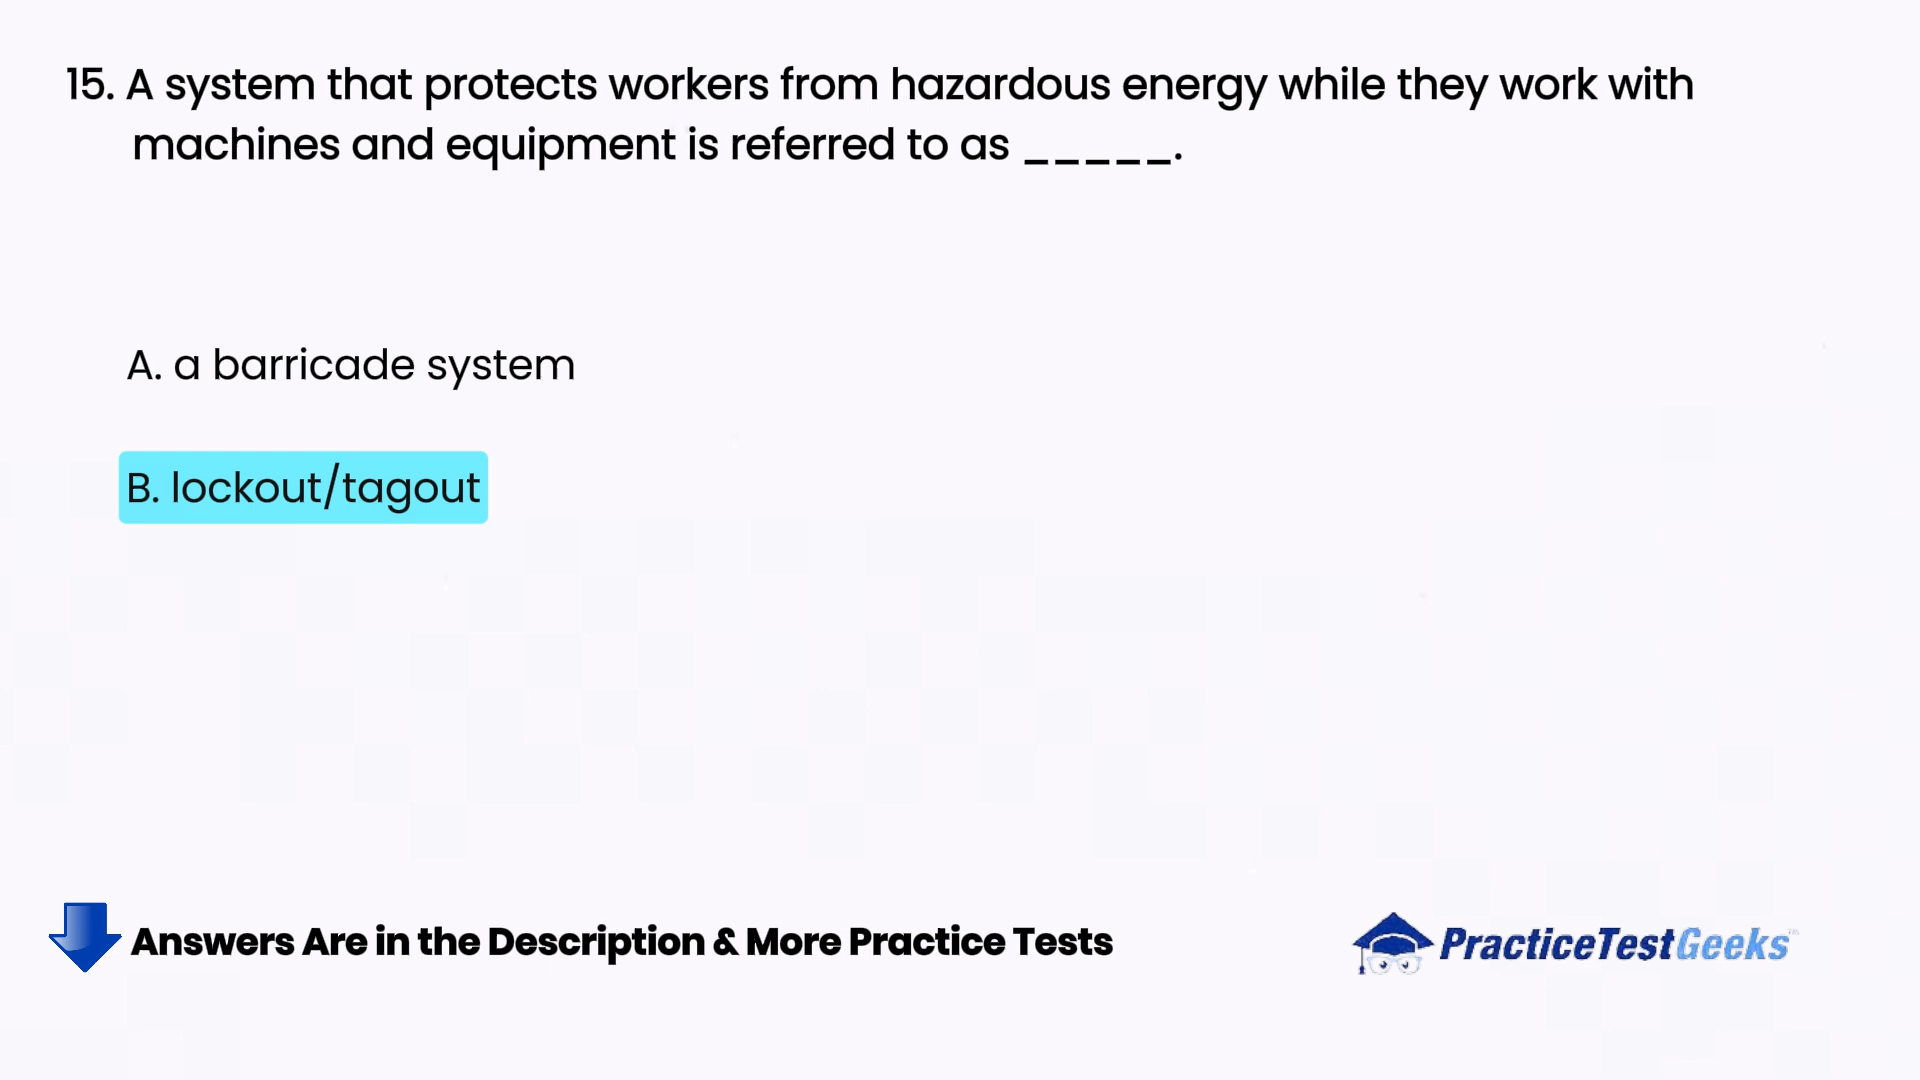 15. A system that protects workers from hazardous energy while they work with
machines and equipment is referred to as _____.
A. a barricade system
B. lockout/tagout
Answers Are in the Description & More Practice Tests
PracticeTestGeeks™